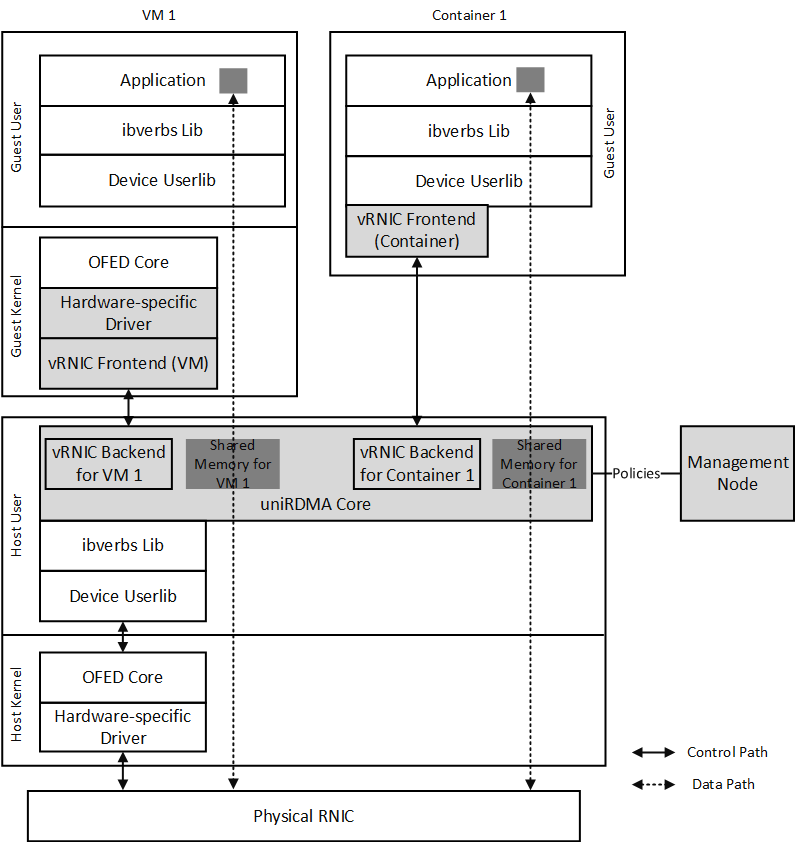 VM 1
Container 1
Guest User
Application
ibverbs Lib
Device Userlib
Application
ibverbs Lib
Device Userlib
vRNIC Frontend
(Container)
Guest User
Guest Kernel
OFED Core
Hardware-specific
Driver
vRNIC Frontend (VM)
Host User
vRNIC Backend
for VM 1
Shared
Memory for
VM 1
vRNIC Backend
for Container 1
Shared
Memory for
Container 1
uniRDMA Core
Policies
Management
Node
ibverbs Lib
Device Userlib
Host Kernel
OFED Core
Hardware-specific
Driver
Control Path
Data Path
Physical RNIC